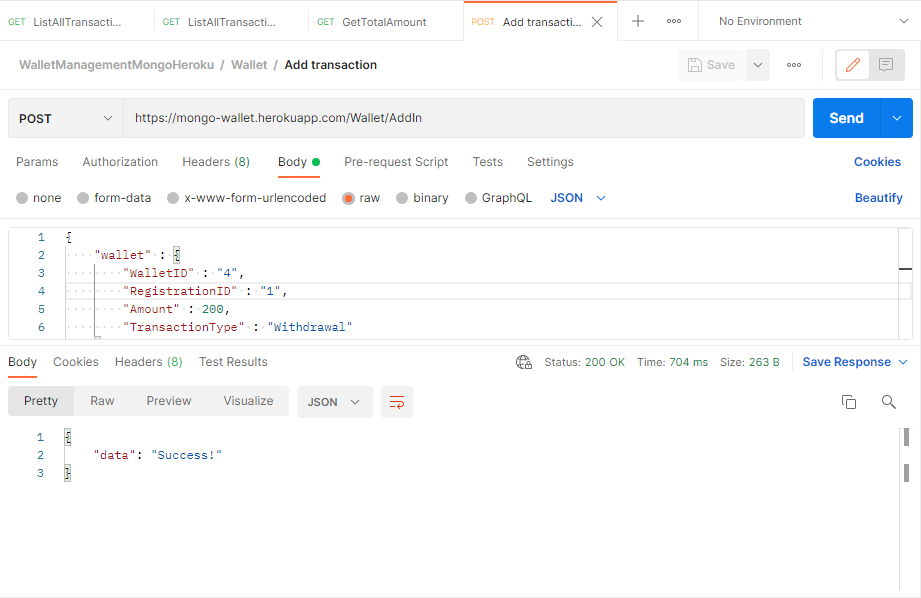 GET ListAllTransacti... GET ListAllTransacti... GET GetTotalAmount POST Add transacti... No Environment
WalletManagementMongoHeroku / Wallet / Add transaction Save
POST https://mongo-wallet.herokuapp.com/Wallet/AddIn Send
Params Authorization Headers (8) Body Pre-request Script Tests Settings Cookies
none form-data x-www-form-urlencoded raw binary GraphQL JSON Beautify
1 {
2 "wallet" : {
3 "WalletID" : "4",
4 "RegistrationID" : "1",
5 "Amount" : 200,
6 "TransactionType" : "Withdrawal"
Body Cookies Headers (8) Test Results Status: 200 OK Time: 704 ms Size: 263 B Save Response
Pretty Raw Preview Visualize JSON
1 {
2 "data": "Success!"
3 }